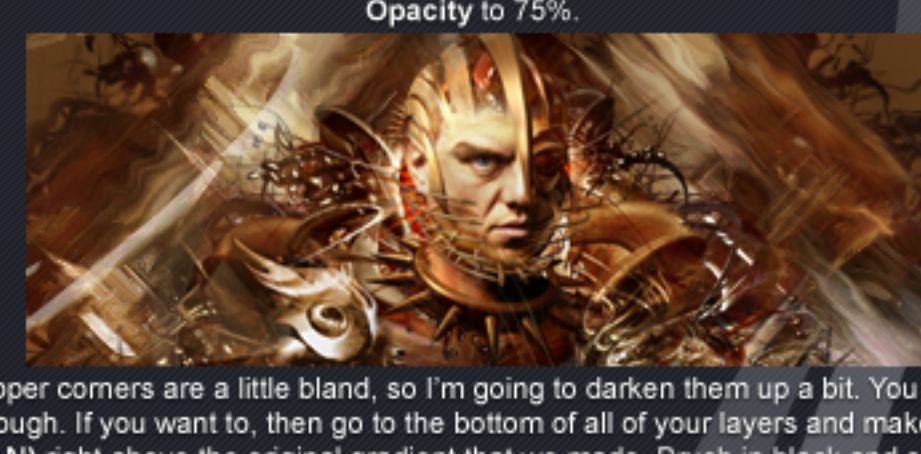 Opacity to 75%.
pper corners are a little bland, so I'm going to darken them up a bit. You
ough. If you want to, then go to the bottom of all of your layers and make
N) right above the original gradient that we made. Brush in black and